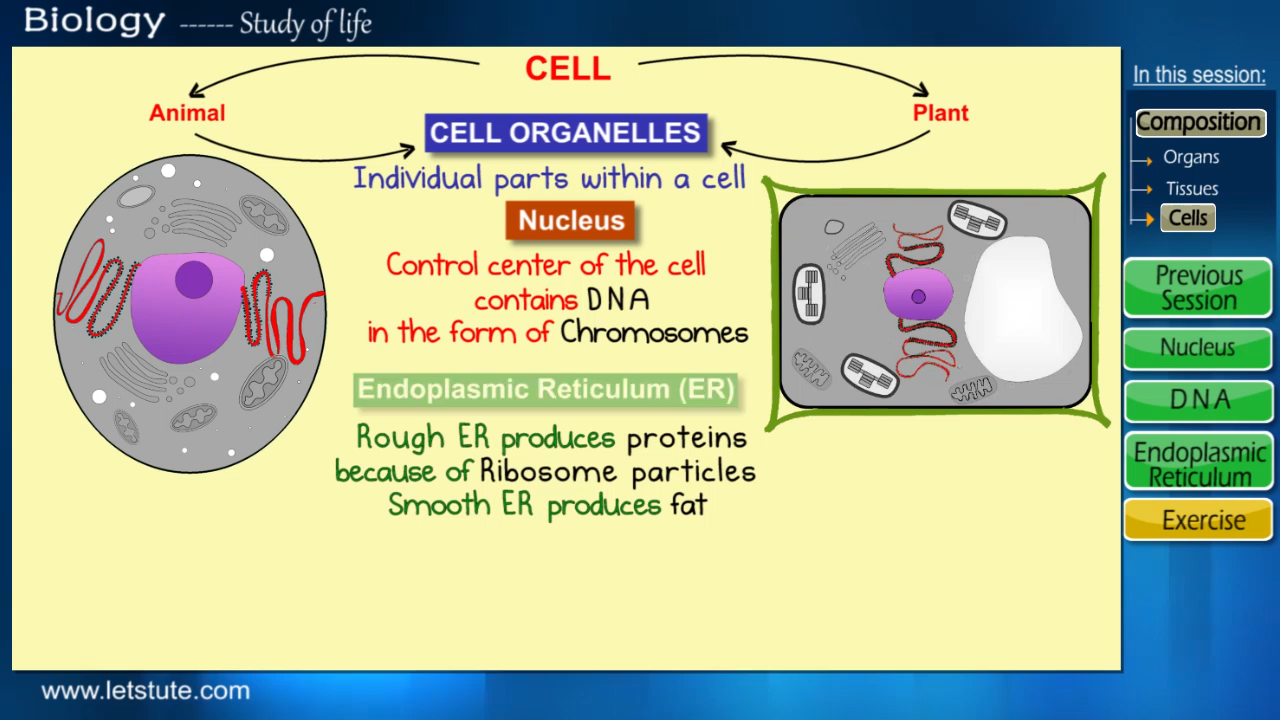 Biology ------ Study of life
CELL
Animal
Plant
CELL ORGANELLES
Individual parts within a cell
Nucleus
Control center of the cell
contains DNA
in the form of Chromosomes
Endoplasmic Reticulum (ER)
Rough ER produces proteins
because of Ribosome particles
Smooth ER produces fat
In this session:
Composition
Organs
Tissues
Cells
Previous
Session
Nucleus
DNA
Endoplasmic
Reticulum
Exercise
www.letstute.com